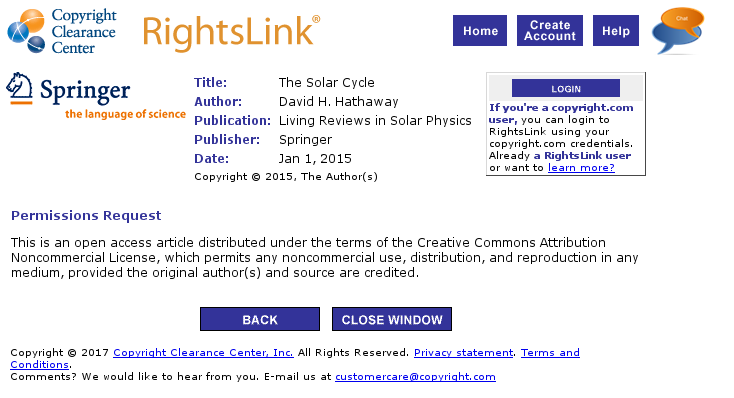 Copyright
Clearance
Center
RightsLink®
Home
Create
Account
Help
Chat
Springer
the language of science
Title: The Solar Cycle
Author: David H. Hathaway
Publication: Living Reviews in Solar Physics
Publisher: Springer
Date: Jan 1, 2015
Copyright © 2015, The Author(s)
LOGIN
If you're a copyright.com
user, you can login to
RightsLink using your
copyright.com credentials.
Already a RightsLink user
or want to learn more?
Permissions Request
This is an open access article distributed under the terms of the Creative Commons Attribution
Noncommercial License, which permits any noncommercial use, distribution, and reproduction in any
medium, provided the original author(s) and source are credited.
BACK
CLOSE WINDOW
Copyright © 2017 Copyright Clearance Center, Inc. All Rights Reserved. Privacy statement. Terms and
Conditions.
Comments? We would like to hear from you. E-mail us at customercare@copyright.com